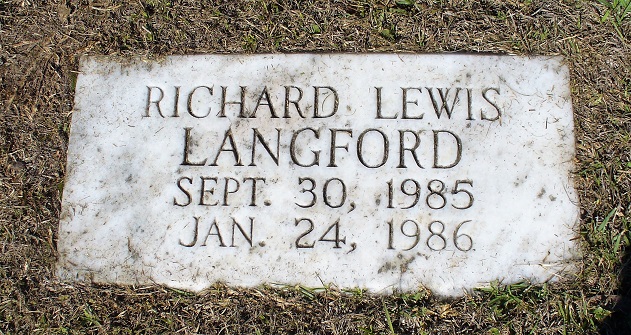 RICHARD LEWIS
LANGFORD
SEPT. 30, 1985
JAN. 24, 1986